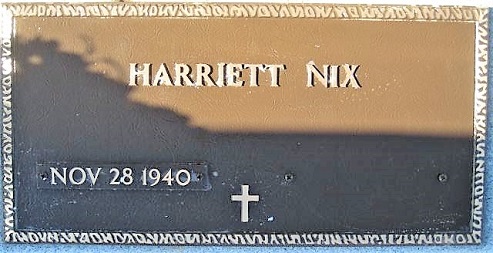 HARRIETT NIX
NOV 28 1940